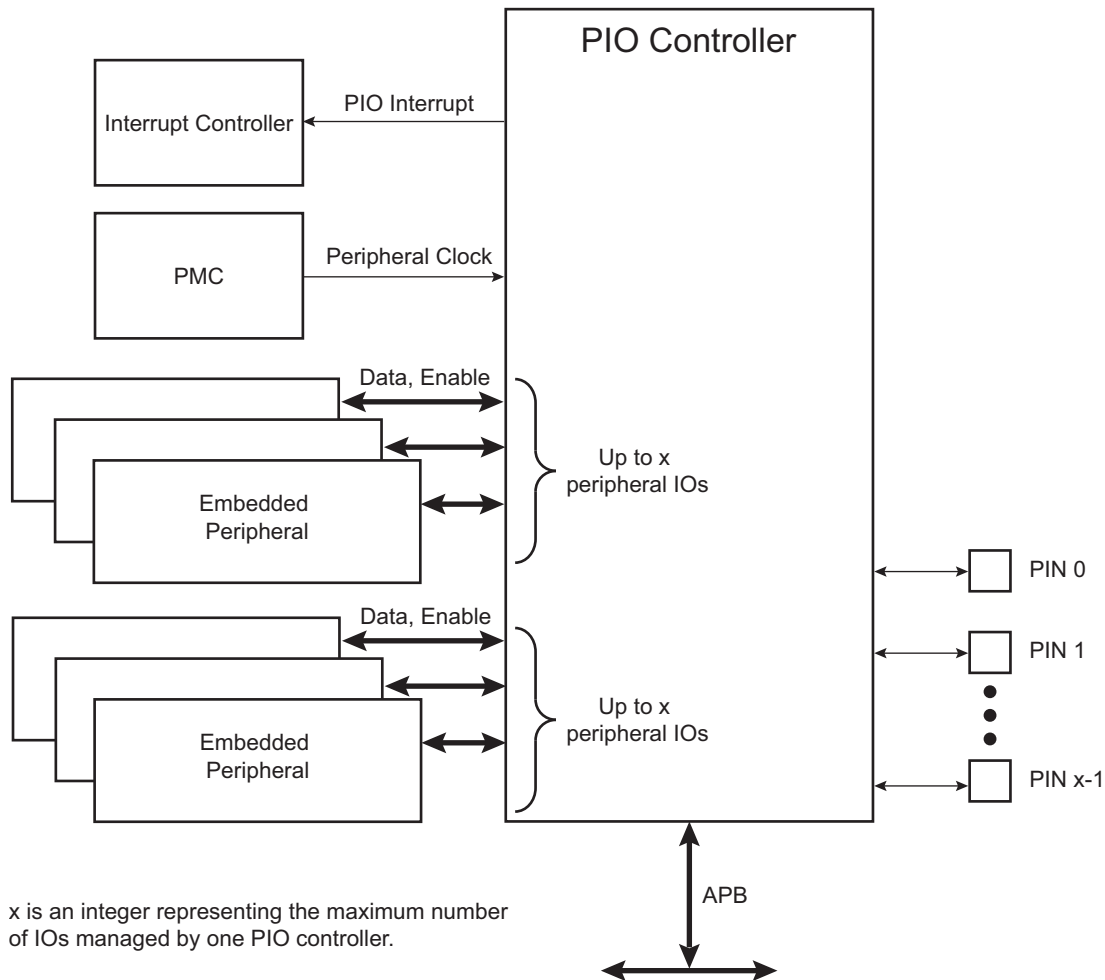 PIO Controller
PIO Interrupt
Interrupt Controller
Peripheral Clock
PMC
Data, Enable
Up to x
peripheral IOs
Embedded
Peripheral
PIN 0
Data, Enable
PIN 1
Up to x
peripheral IOs
Embedded
Peripheral
PIN x-1
APB
x is an integer representing the maximum number
of IOs managed by one PIO controller.